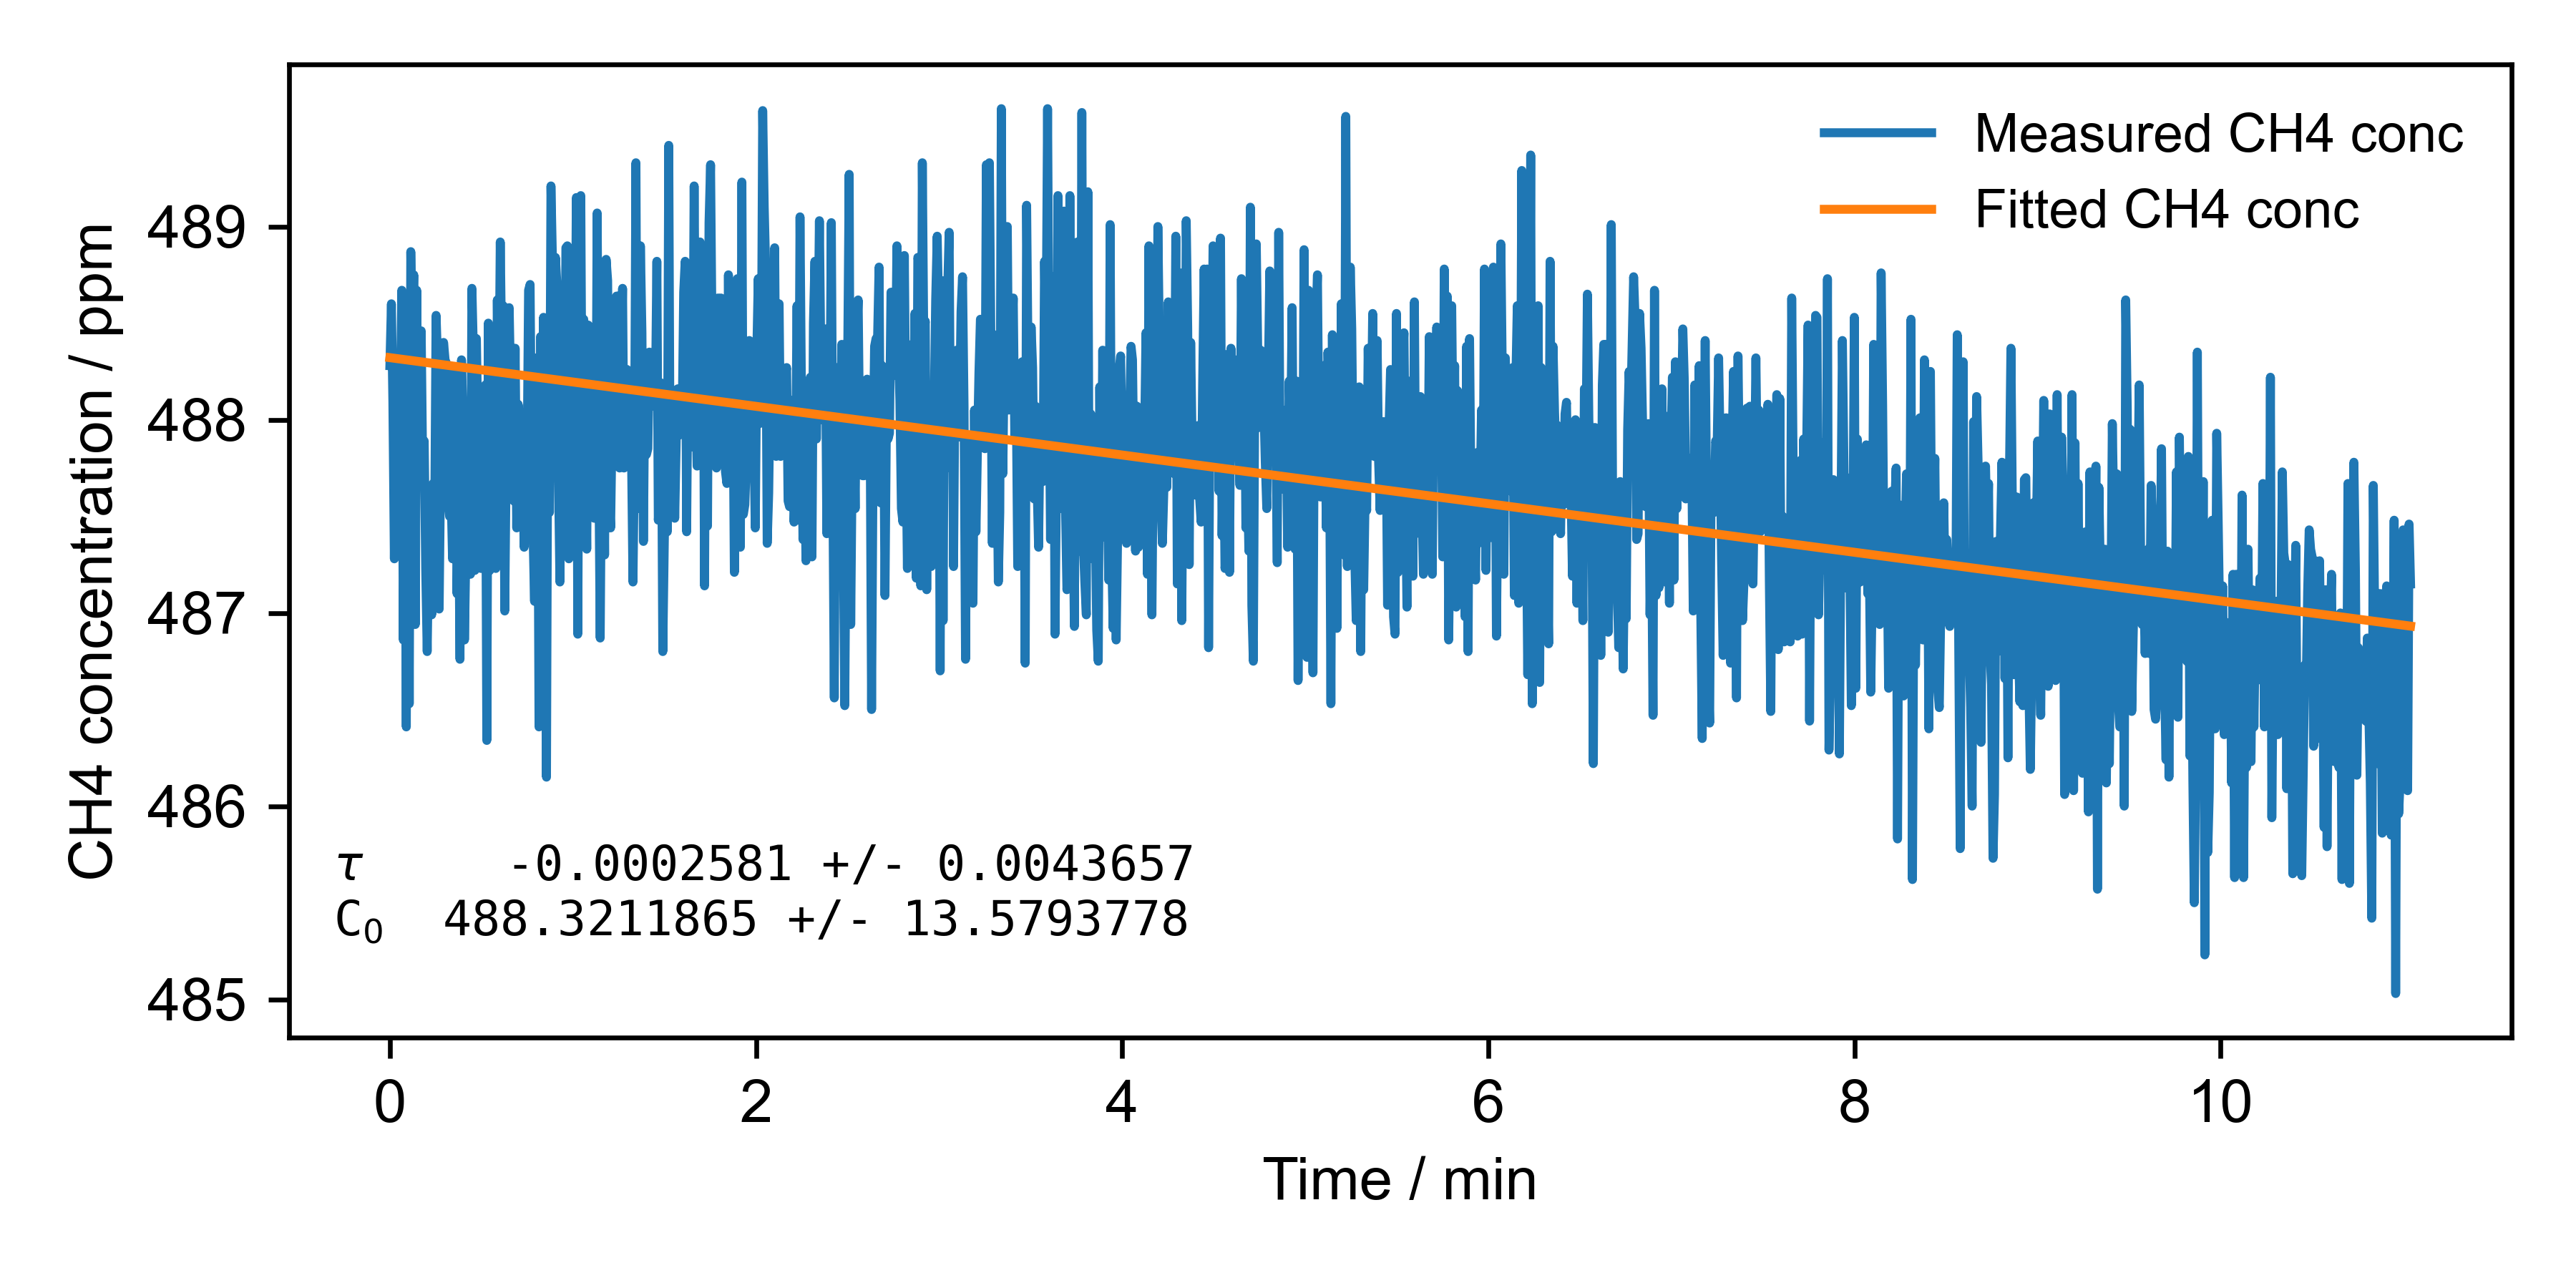 Measured CH4 conc
Fitted CH4 conc
CH4 concentration / ppm
489
488
487
486
485
τ -0.0002581 +/- 0.0043657
C₀ 488.3211865 +/- 13.5793778
0 2 4 6 8 10
Time / min